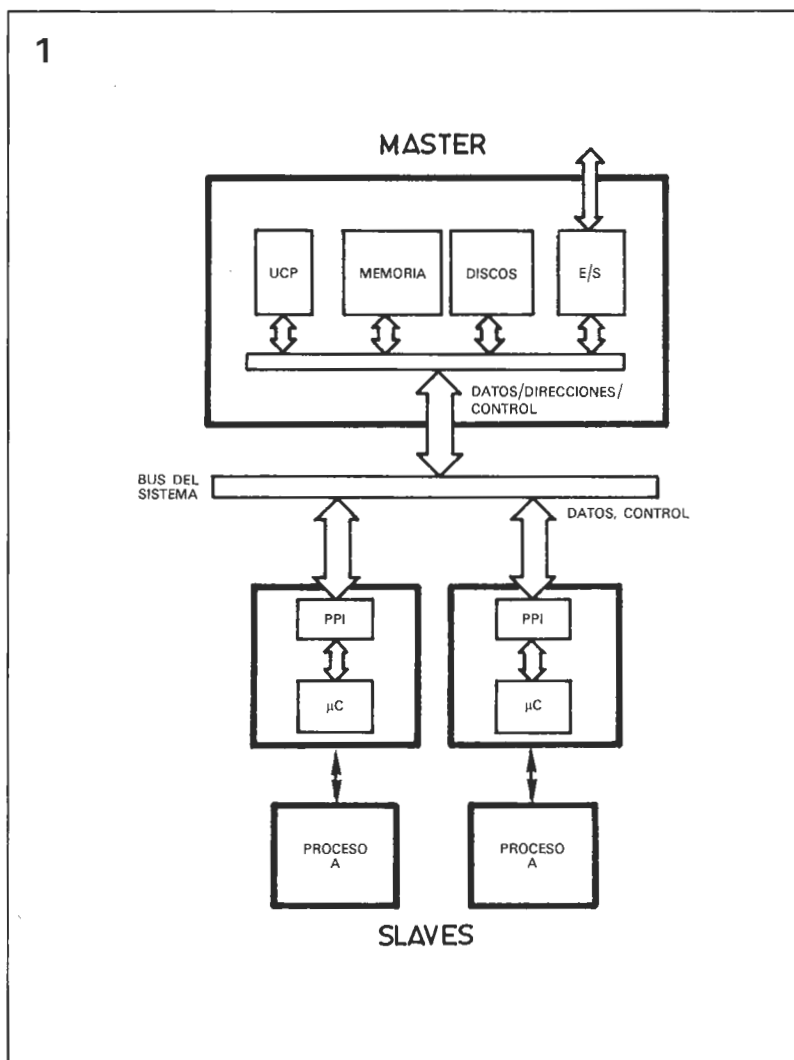 1
MASTER
UCP
MEMORIA
DISCOS
E/S
DATOS/DIRECCIONES/
CONTROL
BUS DEL
SISTEMA
DATOS, CONTROL
PPI
PPI
μC
μC
PROCESO
A
PROCESO
A
SLAVES